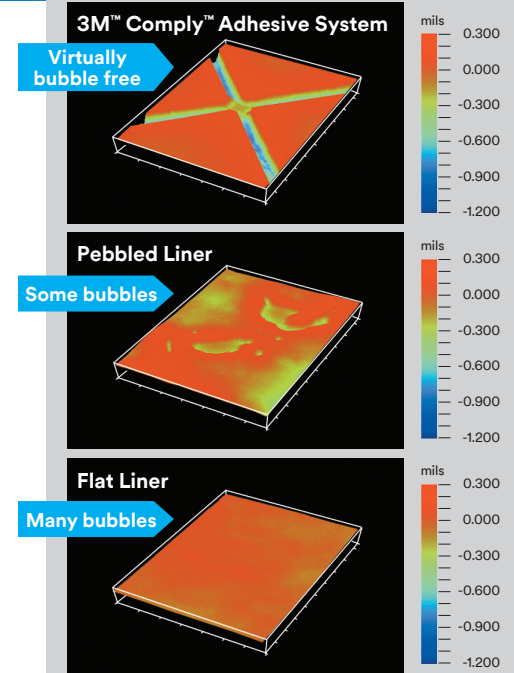 3M™ Comply™ Adhesive System
Virtually
bubble free
mils
0.300
0.000
-0.300
-0.600
-0.900
-1.200
Pebbled Liner
Some bubbles
mils
0.300
0.000
-0.300
-0.600
-0.900
-1.200
Flat Liner
Many bubbles
mils
0.300
0.000
-0.300
-0.600
-0.900
-1.200